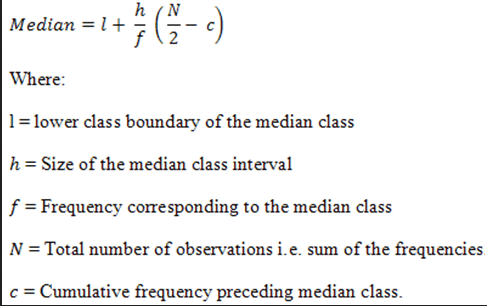 Median = l + h/f (N/2 − c)
Where:
l = lower class boundary of the median class
h = Size of the median class interval
f = Frequency corresponding to the median class
N = Total number of observations i.e. sum of the frequencies
c = Cumulative frequency preceding median class.